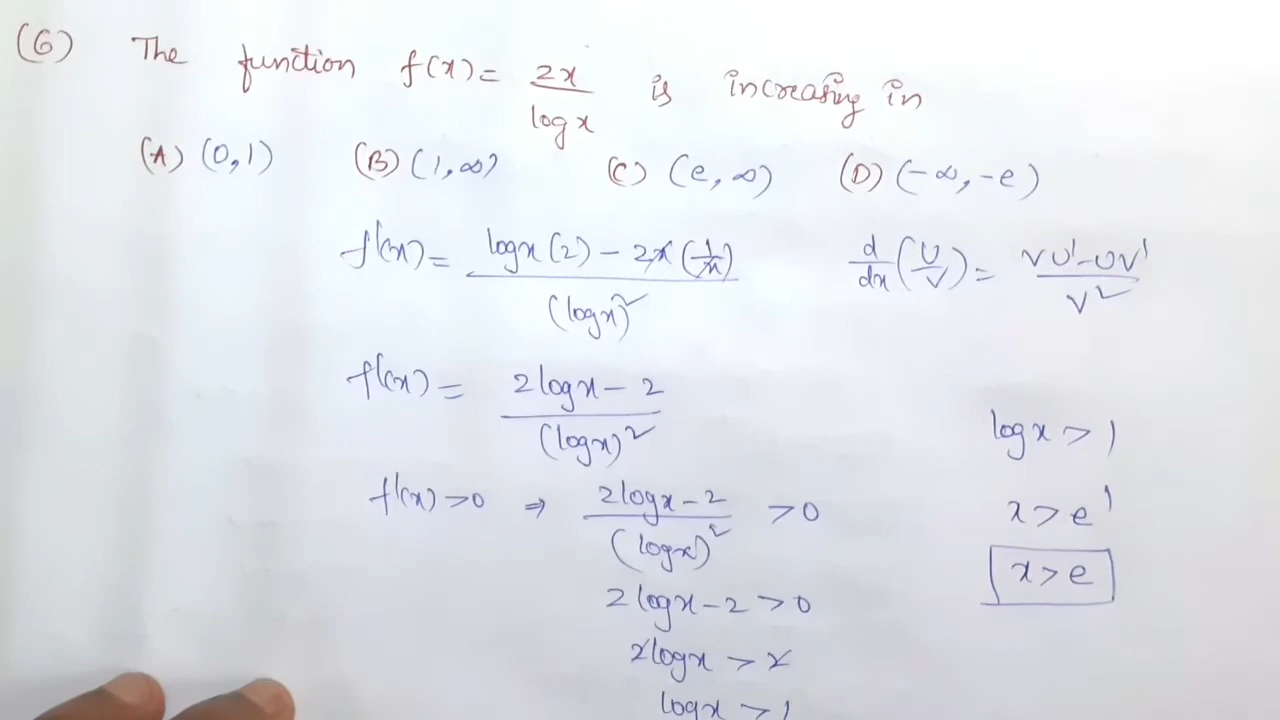 (6) The function f(x) = 2x / log x is increasing in
(A) (0,1) (B) (1,∞) (C) (e,∞) (D) (-∞,-e)
f'(x) = log x (2) - 2x (1/x) / (log x)² d/dx (U/V) = VU' - UV' / V²
f'(x) = 2 log x - 2 / (log x)²
f'(x) > 0 ⇒ 2 log x - 2 / (log x)² > 0
2 log x - 2 > 0
2 log x > 2
log x > 1
log x > 1
x > e¹
x > e